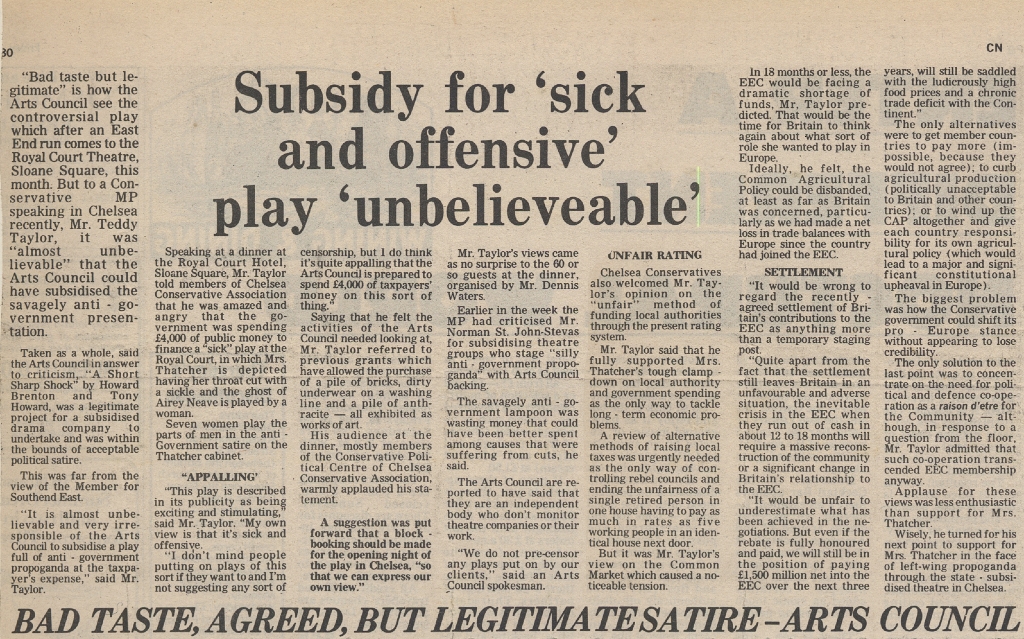 30
CN
Subsidy for ‘sick
and offensive’
play ‘unbelieveable’
"Bad taste but le-
gitimate" is how the
Arts Council see the
controversial play
which after an East
End run comes to the
Royal Court Theatre,
Sloane Square, this
month. But to a Con-
servative MP
speaking in Chelsea
recently, Mr. Teddy
Taylor, it was
"almost unbe-
lievable" that the
Arts Council could
have subsidised the
savagely anti - go-
vernment presen-
tation.
Taken as a whole, said
the Arts Council in answer
to criticism, "A Short
Sharp Shock" by Howard
Brenton and Tony
Howard, was a legitimate
project for a subsidised
drama company to
undertake and was within
the bounds of acceptable
political satire.
This was far from the
view of the Member for
Southend East.
"It is almost unbe-
lievable and very irre-
sponsible of the Arts
Council to subsidise a play
full of anti - government
propaganda at the taxpa-
yer's expense," said Mr.
Taylor.
Speaking at a dinner at
the Royal Court Hotel,
Sloane Square, Mr. Taylor
told members of Chelsea
Conservative Association
that he was amazed and
angry that the go-
vernment was spending
£4,000 of public money to
finance a "sick" play at the
Royal Court, in which Mrs.
Thatcher is depicted
having her throat cut with
a sickle and the ghost of
Airey Neave is played by a
woman.
Seven women play the
parts of men in the anti -
Government satire on the
Thatcher cabinet.
"APPALLING'
"This play is described
in its publicity as being
exciting and stimulating,"
said Mr. Taylor. "My own
view is that it's sick and
offensive.
"I don't mind people
putting on plays of this
sort if they want to and I'm
not suggesting any sort of
censorship, but I do think
it's quite appalling that the
Arts Council is prepared to
spend £4,000 of taxpayers'
money on this sort of
thing."
Saying that he felt the
activities of the Arts
Council needed looking at,
Mr. Taylor referred to
previous grants which
have allowed the purchase
of a pile of bricks, dirty
underwear on a washing
line and a pile of anth-
racite — all exhibited as
works of art.
His audience at the
dinner, mostly members
of the Conservative Poli-
tical Centre of Chelsea
Conservative Association,
warmly applauded his sta-
tement.
A suggestion was put
forward that a block -
booking should be made
for the opening night of
the play in Chelsea, "so
that we can express our
own view."
Mr. Taylor's views came
as no surprise to the 60 or
so guests at the dinner,
organised by Mr. Dennis
Waters.
Earlier in the week the
MP had criticised Mr.
Norman St. John-Stevas
for subsidising theatre
groups who stage "silly
anti - government propo-
ganda" with Arts Council
backing.
The savagely anti - go-
vernment lampoon was
wasting money that could
have been better spent
among causes that were
suffering from cuts, he
said.
The Arts Council are re-
ported to have said that
they are an independent
body who don't monitor
theatre companies or their
work.
"We do not pre-censor
any plays put on by our
clients," said an Arts
Council spokesman.
UNFAIR RATING
Chelsea Conservatives
also welcomed Mr. Tay-
lor's opinion on the
"unfair" method of
funding local authorities
through the present rating
system.
Mr. Taylor said that he
fully supported Mrs.
Thatcher's tough clamp -
down on local authority
and government spending
as the only way to tackle
long - term economic pro-
blems.
A review of alternative
methods of raising local
taxes was urgently needed
as the only way of con-
trolling rebel councils and
ending the unfairness of a
single retired person in
one house having to pay as
much in rates as five
working people in an iden-
tical house next door.
But it was Mr. Taylor's
view on the Common
Market which caused a no-
ticeable tension.
In 18 months or less, the
EEC would be facing a
dramatic shortage of
funds, Mr. Taylor pre-
dicted. That would be the
time for Britain to think
again about what sort of
role she wanted to play in
Europe.
Ideally, he felt, the
Common Agricultural
Policy could be disbanded,
at least as far as Britain
was concerned, particu-
larly as we had made a net
loss in trade balances with
Europe since the country
had joined the EEC.
SETTLEMENT
"It would be wrong to
regard the recently -
agreed settlement of Bri-
tain's contributions to the
EEC as anything more
than a temporary staging
post.
"Quite apart from the
fact that the settlement
still leaves Britain in an
unfavourable and adverse
situation, the inevitable
crisis in the EEC when
they run out of cash in
about 12 to 18 months will
require a massive recons-
truction of the community
or a significant change in
Britain's relationship to
the EEC.
"It would be unfair to
underestimate what has
been achieved in the ne-
gotiations. But even if the
rebate is fully honoured
and paid, we will still be in
the position of paying
£1,500 million net into the
EEC over the next three
years, will still be saddled
with the ludicrously high
food prices and a chronic
trade deficit with the Con-
tinent."
The only alternatives
were to get member coun-
tries to pay more (im-
possible, because they
would not agree); to curb
agricultural production
(politically unacceptable
to Britain and other coun-
tries); or to wind up the
CAP altogether and give
each country responsi-
bility for its own agricul-
tural policy (which would
lead to a major and signi-
ficant constitutional
upheaval in Europe).
The biggest problem
was how the Conservative
government could shift its
pro - Europe stance
without appearing to lose
credibility.
The only solution to the
last point was to concen-
trate on the need for poli-
tical and defence co-ope-
ration as a raison d'etre for
the Community — alt-
hough, in response to a
question from the floor,
Mr. Taylor admitted that
such co-operation trans-
cended EEC membership
anyway.
Applause for these
views was less enthusiastic
than support for Mrs.
Thatcher.
Wisely, he turned for his
next point to support for
Mrs. Thatcher in the face
of left-wing propaganda
through the state - subsi-
dised theatre in Chelsea.
BAD TASTE, AGREED, BUT LEGITIMATE SATIRE – ARTS COUNCIL